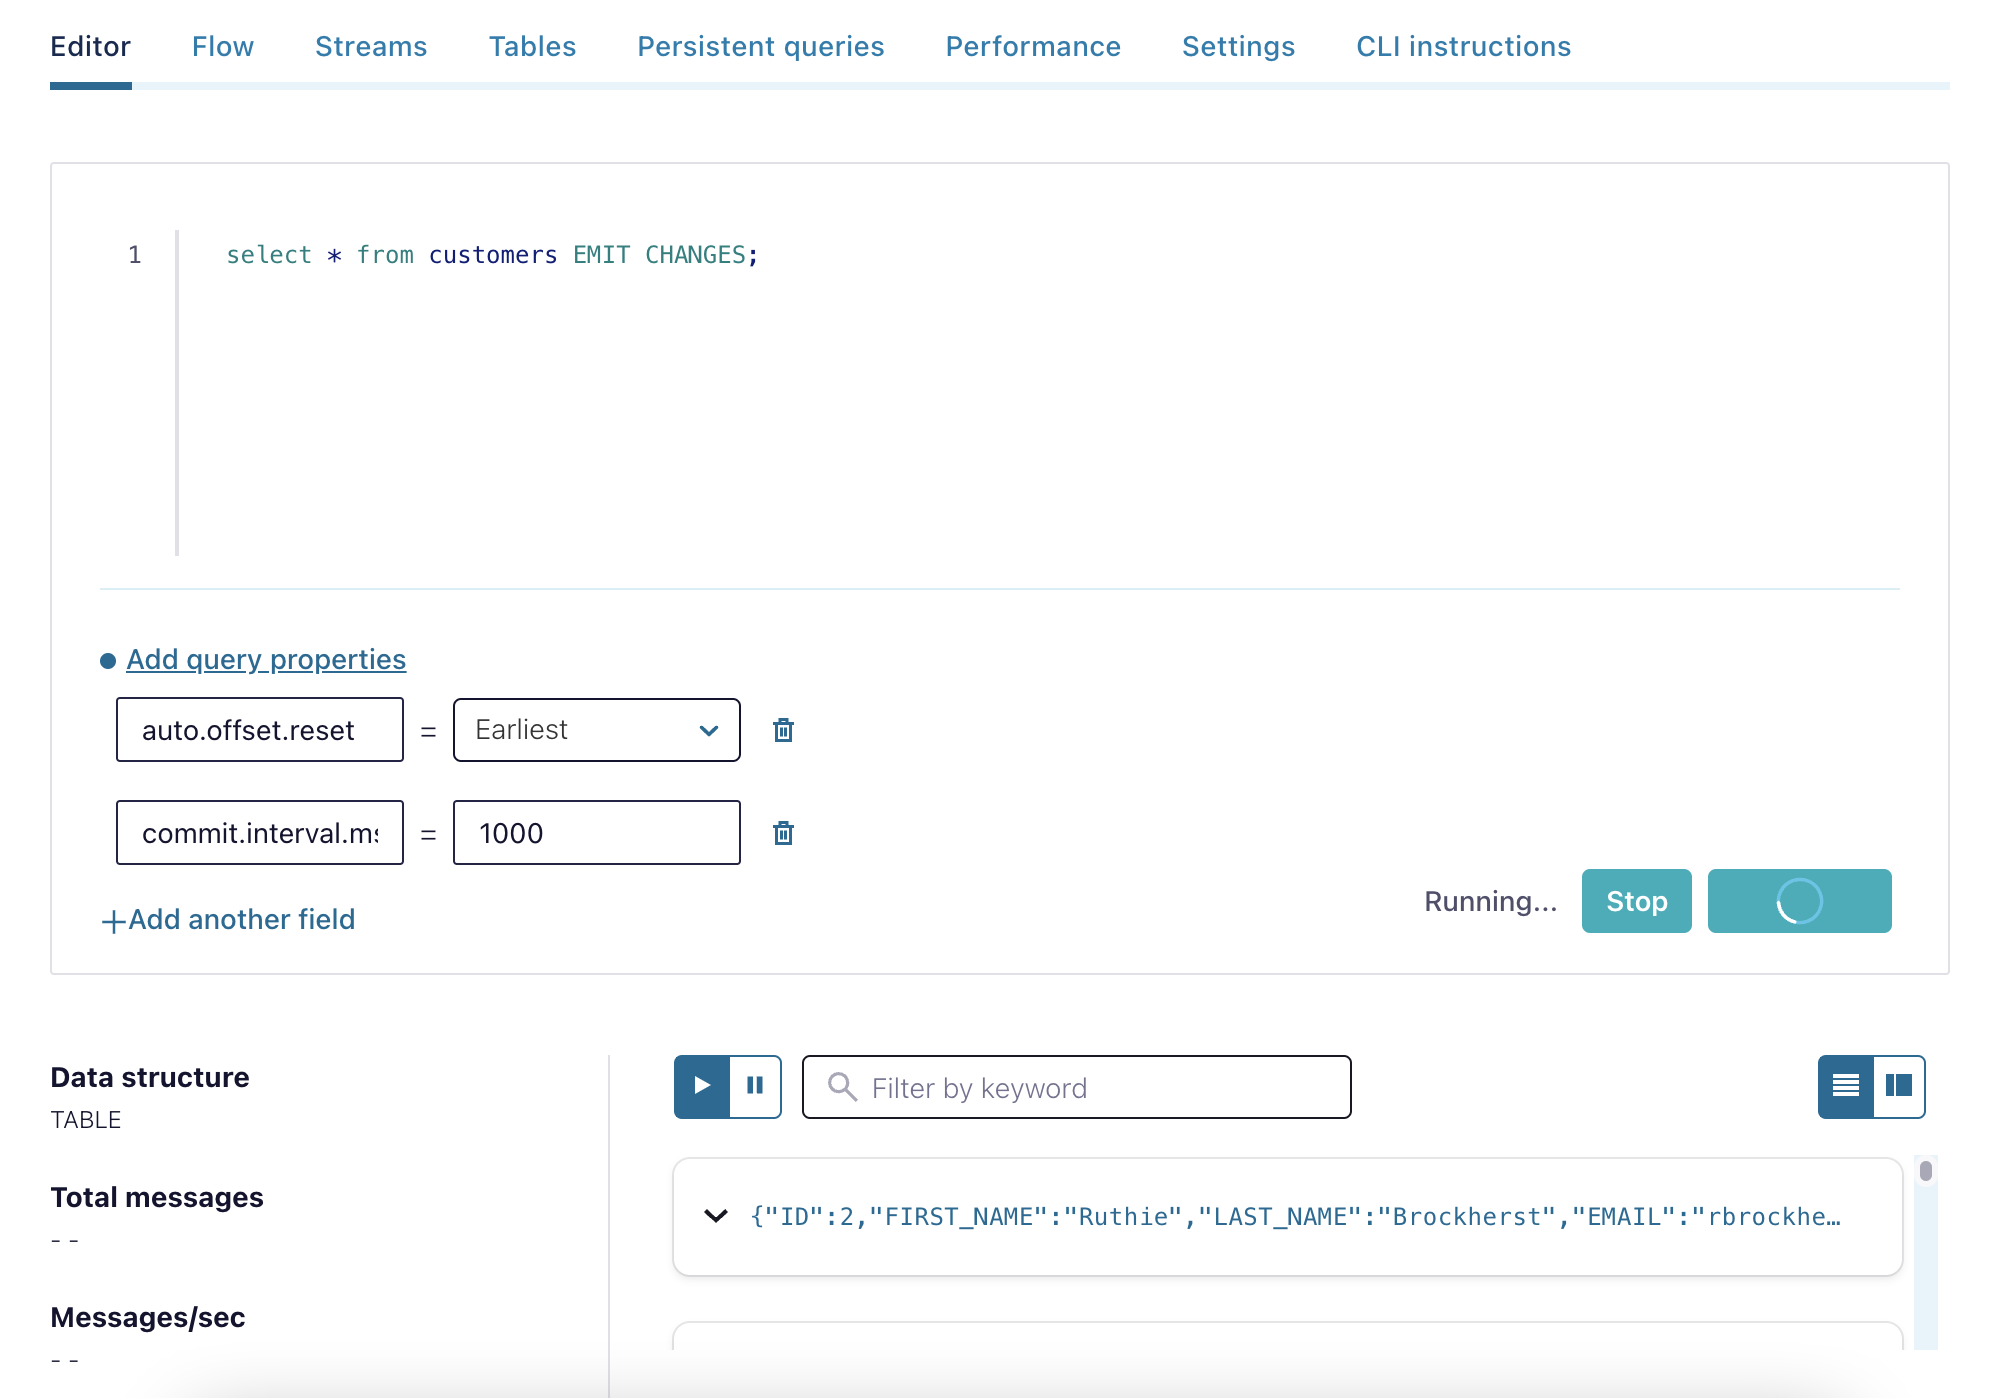 Editor Flow Streams Tables Persistent queries Performance Settings CLI instructions
1 select * from customers EMIT CHANGES;
Add query properties
auto.offset.reset = Earliest
commit.interval.ms = 1000
+Add another field
Running... Stop
Data structure
TABLE
Total messages
- -
Messages/sec
- -
Filter by keyword
{"ID":2,"FIRST_NAME":"Ruthie","LAST_NAME":"Brockherst","EMAIL":"rbrockhe…